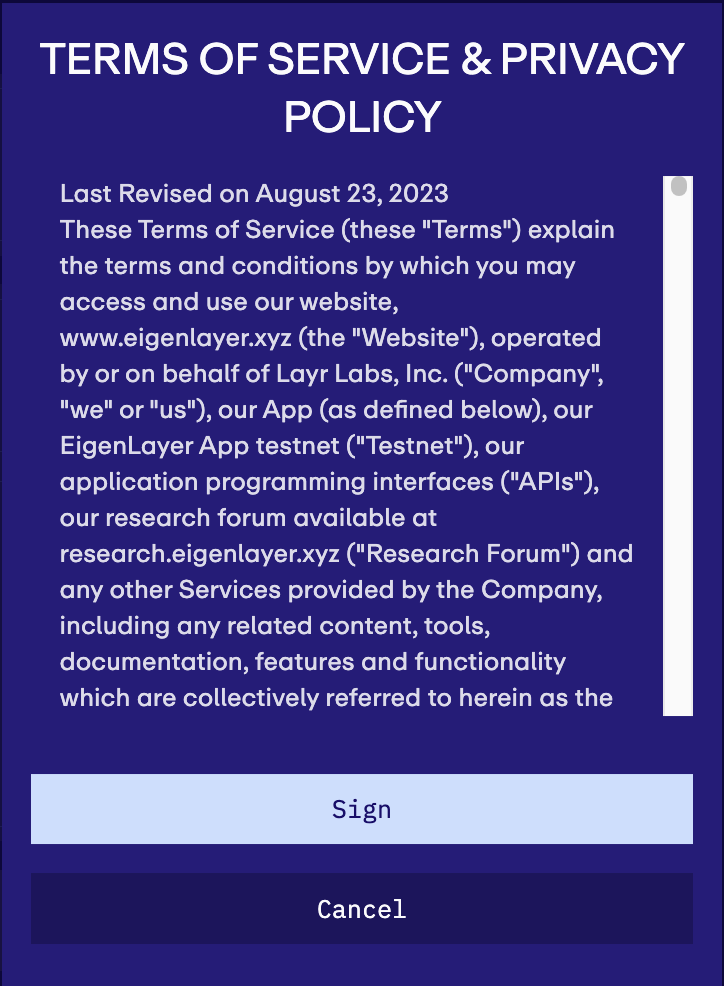 TERMS OF SERVICE & PRIVACY
POLICY
Last Revised on August 23, 2023
These Terms of Service (these "Terms") explain
the terms and conditions by which you may
access and use our website,
www.eigenlayer.xyz (the "Website"), operated
by or on behalf of Layr Labs, Inc. ("Company",
"we" or "us"), our App (as defined below), our
EigenLayer App testnet ("Testnet"), our
application programming interfaces ("APIs"),
our research forum available at
research.eigenlayer.xyz ("Research Forum") and
any other Services provided by the Company,
including any related content, tools,
documentation, features and functionality
which are collectively referred to herein as the
Sign
Cancel